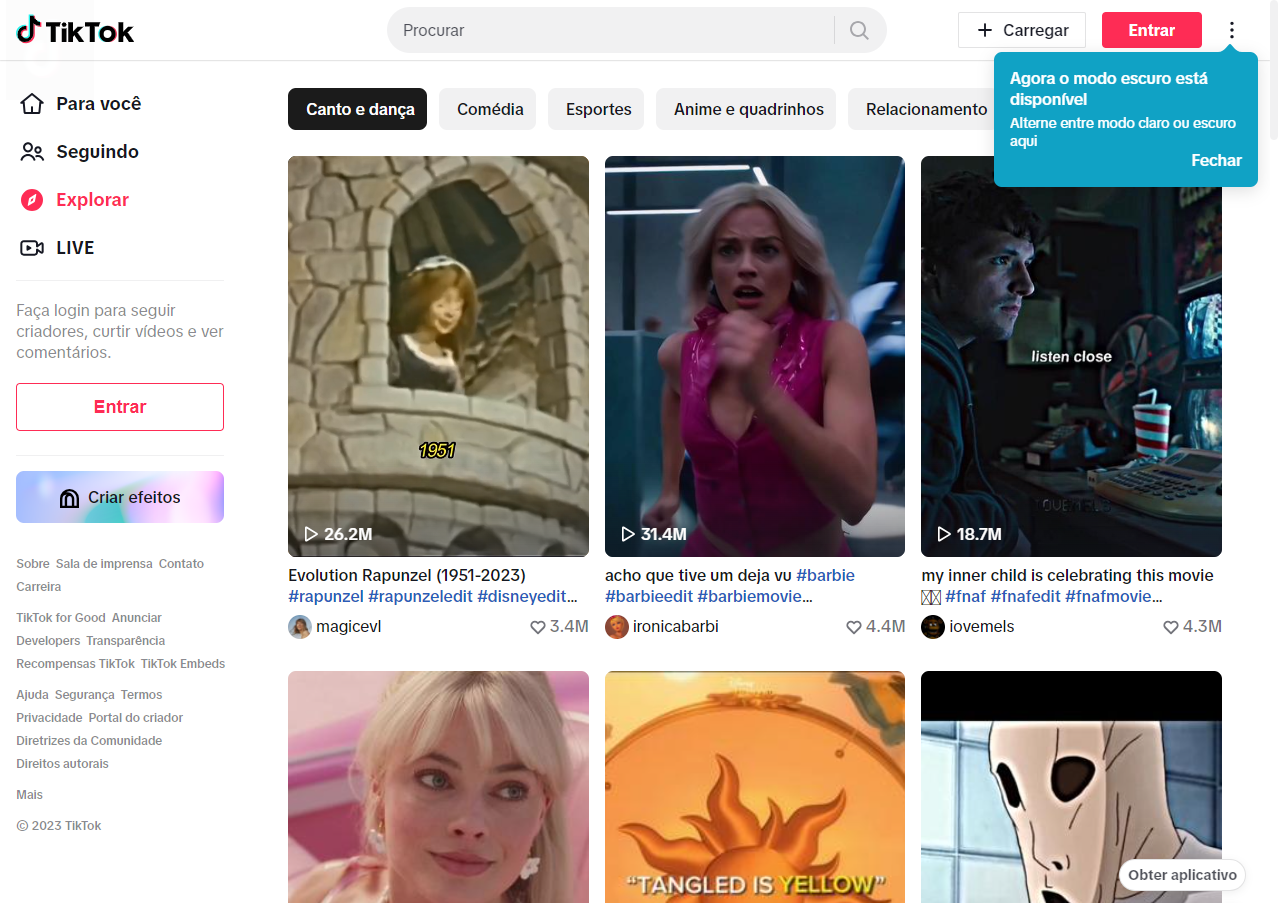 TikTok
Procurar
Carregar
Entrar
Agora o modo escuro está
disponível
Alterne entre modo claro ou escuro
aqui
Fechar
Para você
Seguindo
Explorar
LIVE
Faça login para seguir
criadores, curtir vídeos e ver
comentários.
Entrar
Criar efeitos
Sobre Sala de imprensa Contato
Carreira
TikTok for Good Anunciar
Developers Transparência
Recompensas TikTok TikTok Embeds
Ajuda Segurança Termos
Privacidade Portal do criador
Diretrizes da Comunidade
Direitos autorais
Mais
© 2023 TikTok
Canto e dança
Comédia
Esportes
Anime e quadrinhos
Relacionamento
1951
26.2M
Evolution Rapunzel (1951-2023)
#rapunzel #rapunzeledit #disneyedit...
magicevl
3.4M
31.4M
acho que tive um deja vu #barbie
#barbieedit #barbiemovie...
ironicabarbi
4.4M
listen close
18.7M
my inner child is celebrating this movie
#fnaf #fnafedit #fnafmovie...
iovemels
4.3M
“TANGLED IS YELLOW”
Obter aplicativo